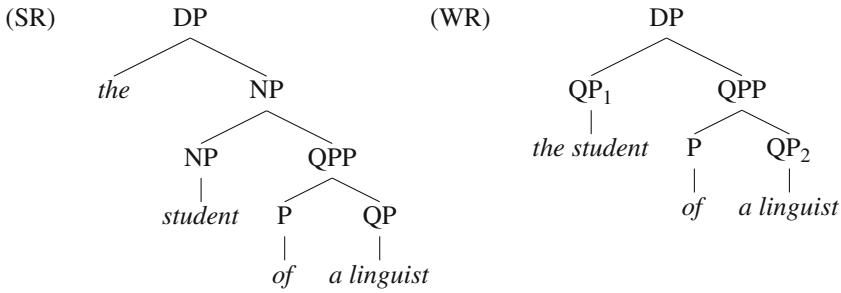 (SR) DP (WR) DP
the NP QP₁ QPP
NP QPP the student P QP₂
student P QP of a linguist
of a linguist